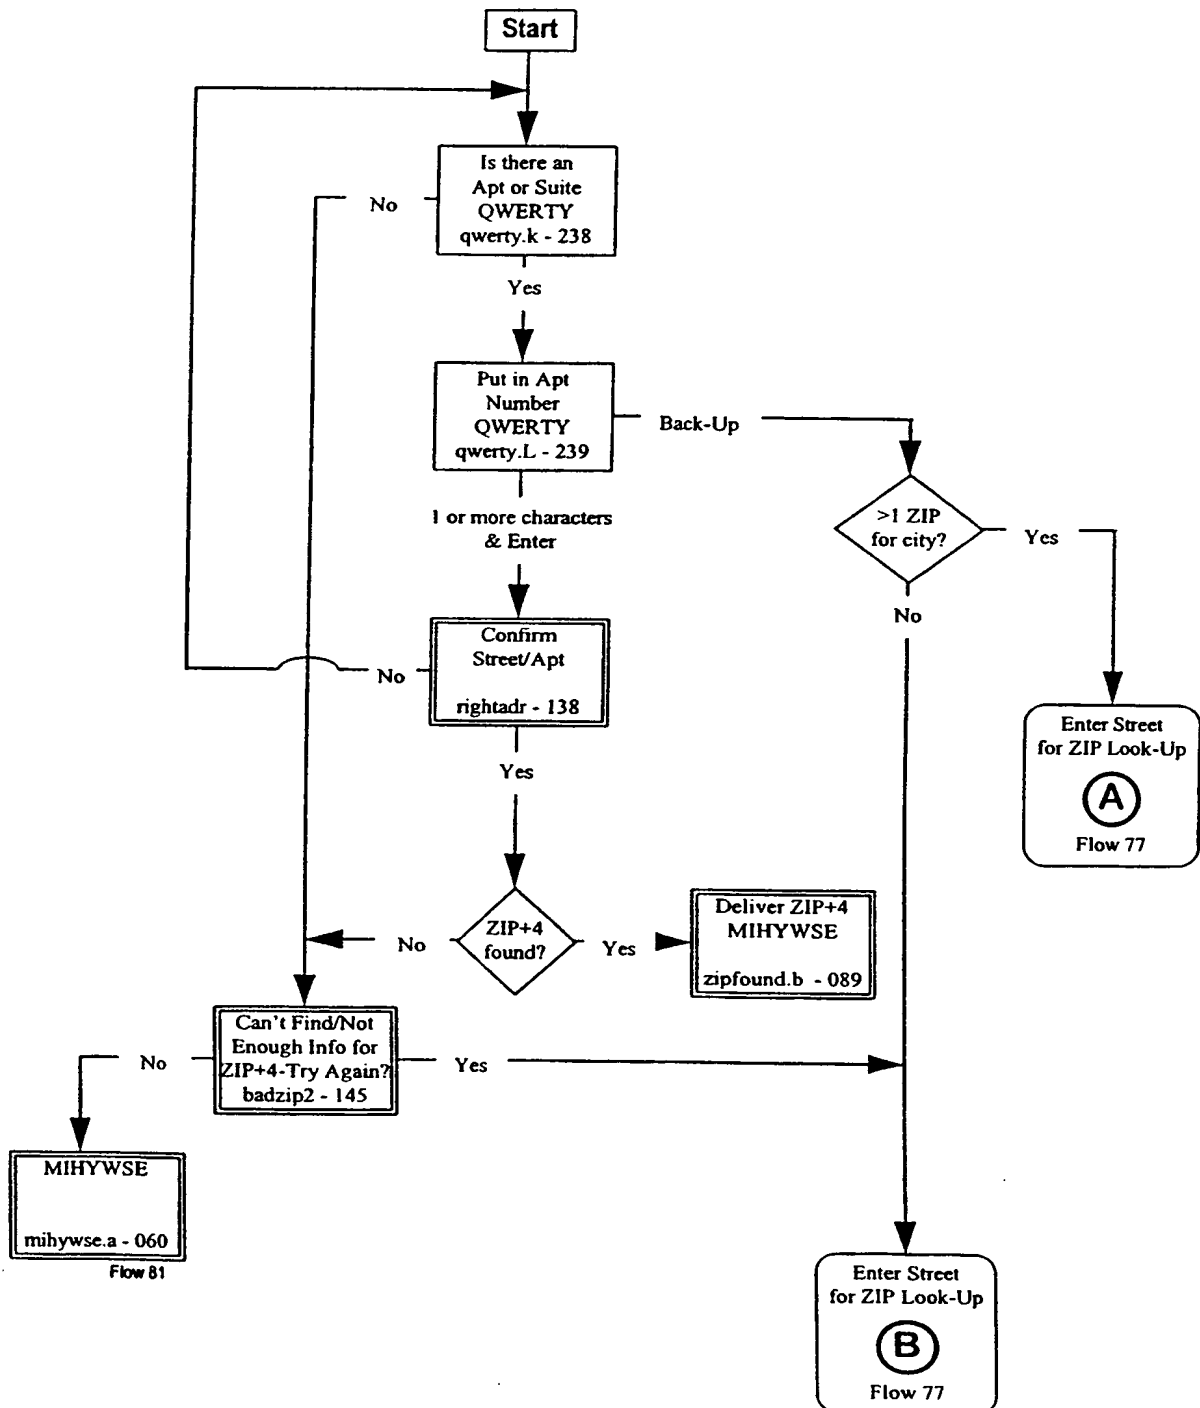 Start
Is there an
Apt or Suite
QWERTY
qwerty.k - 238
No
Yes
Put in Apt
Number
QWERTY
qwerty.L - 239
Back-Up
1 or more characters
& Enter
>1 ZIP
for city?
Yes
No
Confirm
Street/Apt
rightadr - 138
No
Yes
Enter Street
for ZIP Look-Up
A
Flow 77
ZIP+4
found?
No
Yes
Deliver ZIP+4
MIHYWSE
zipfound.b - 089
Can't Find/Not
Enough Info for
ZIP+4-Try Again?
badzip2 - 145
No
Yes
MIHYWSE
mihywse.a - 060
Flow 81
Enter Street
for ZIP Look-Up
B
Flow 77